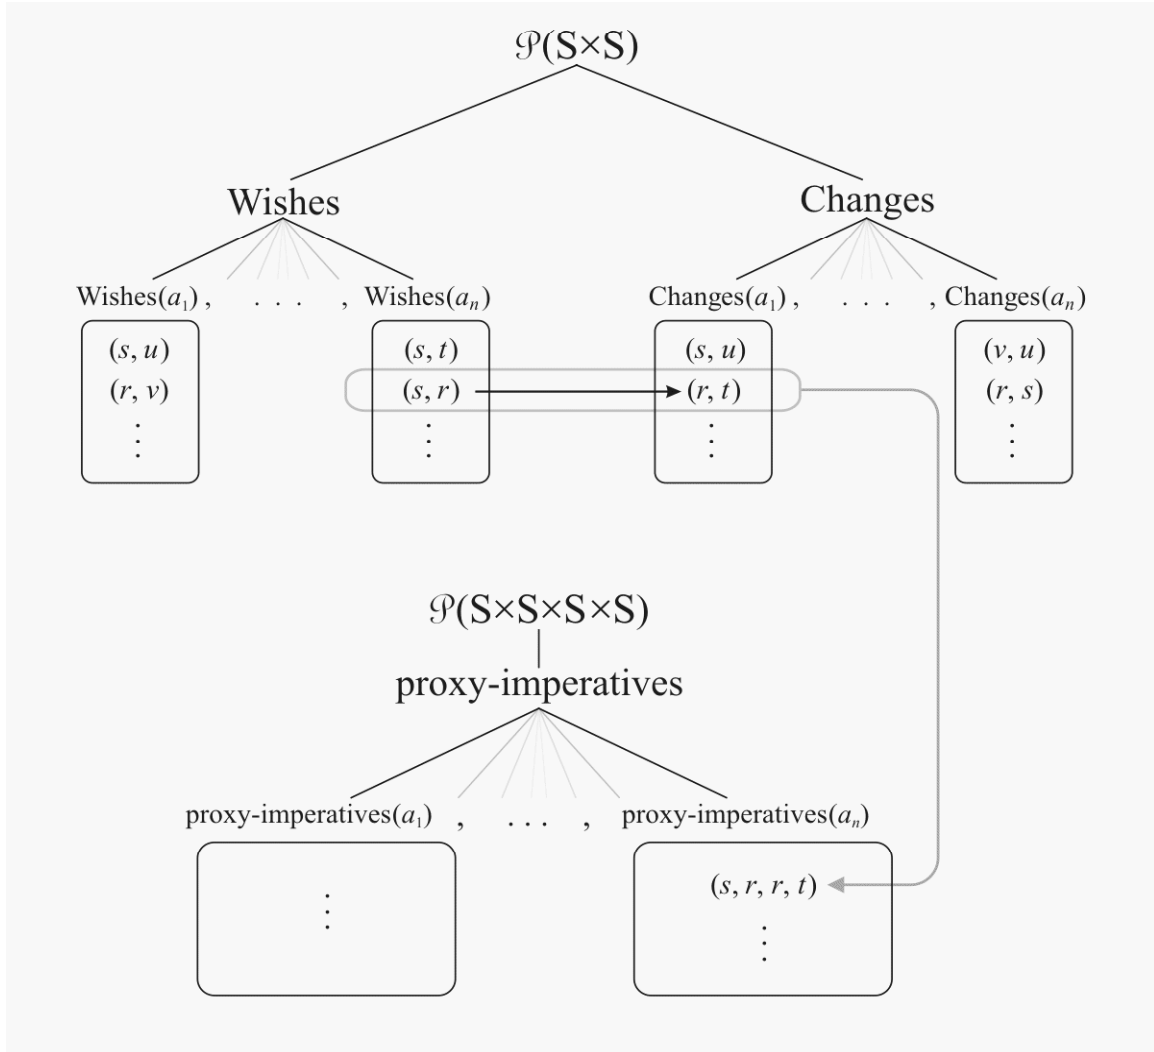 𝒫(S×S)
Wishes Changes
Wishes(a₁) , . . . , Wishes(aₙ) Changes(a₁) , . . . , Changes(aₙ)
(s, u) (s, t) (s, u) (v, u)
(r, v) (s, r) (r, t) (r, s)
⋮ ⋮ ⋮ ⋮
𝒫(S×S×S×S)
proxy-imperatives
proxy-imperatives(a₁) , . . . , proxy-imperatives(aₙ)
(s, r, r, t)
⋮ ⋮